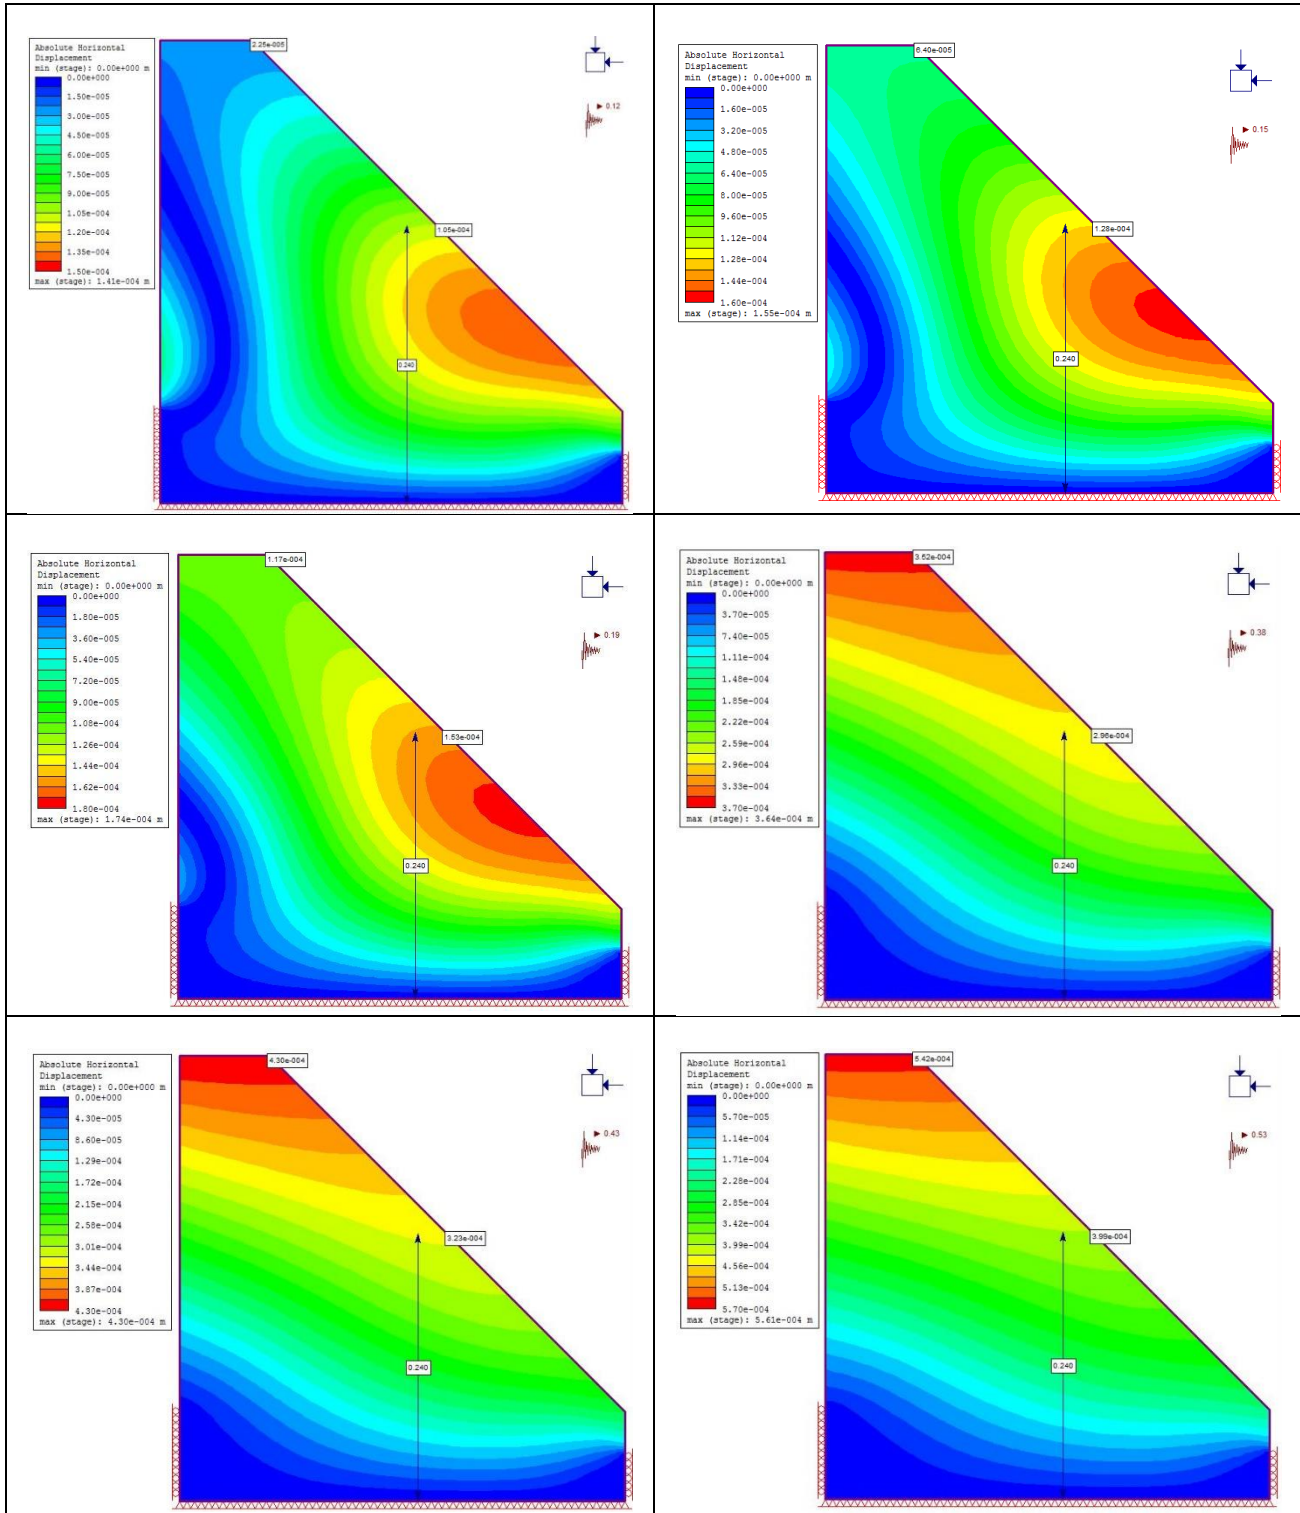 Absolute Horizontal
Displacement
min (stage): 0.00e+000 m
0.00e+000
1.50e-005
3.00e-005
4.50e-005
6.00e-005
7.50e-005
9.00e-005
1.05e-004
1.20e-004
1.35e-004
1.50e-004
max (stage): 1.41e-004 m
2.25e-005
0.12
1.05e-004
0.240
Absolute Horizontal
Displacement
min (stage): 0.00e+000 m
0.00e+000
1.60e-005
3.20e-005
4.80e-005
6.40e-005
8.00e-005
9.60e-005
1.12e-004
1.28e-004
1.44e-004
1.60e-004
max (stage): 1.55e-004 m
6.40e-005
0.15
1.28e-004
0.240
Absolute Horizontal
Displacement
min (stage): 0.00e+000 m
0.00e+000
1.80e-005
3.60e-005
5.40e-005
7.20e-005
9.00e-005
1.08e-004
1.26e-004
1.44e-004
1.62e-004
1.80e-004
max (stage): 1.74e-004 m
1.17e-004
0.19
1.53e-004
0.240
Absolute Horizontal
Displacement
min (stage): 0.00e+000 m
0.00e+000
3.70e-005
7.40e-005
1.11e-004
1.48e-004
1.85e-004
2.22e-004
2.59e-004
2.96e-004
3.33e-004
3.70e-004
max (stage): 3.64e-004 m
3.52e-004
0.38
2.96e-004
0.240
Absolute Horizontal
Displacement
min (stage): 0.00e+000 m
0.00e+000
4.30e-005
8.60e-005
1.29e-004
1.72e-004
2.15e-004
2.58e-004
3.01e-004
3.44e-004
3.87e-004
4.30e-004
max (stage): 4.30e-004 m
4.30e-004
0.43
3.23e-004
0.240
Absolute Horizontal
Displacement
min (stage): 0.00e+000 m
0.00e+000
5.70e-005
1.14e-004
1.71e-004
2.28e-004
2.85e-004
3.42e-004
3.99e-004
4.56e-004
5.13e-004
5.70e-004
max (stage): 5.61e-004 m
5.42e-004
0.53
3.99e-004
0.240